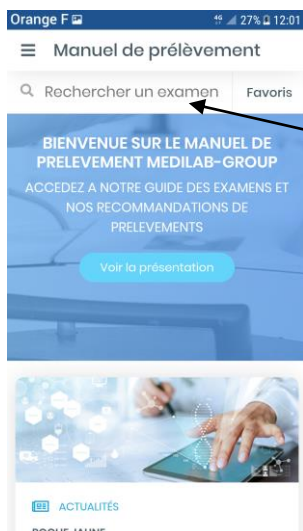 Orange F 4G 27% 12:01
Manuel de prélèvement
Rechercher un examen Favoris
BIENVENUE SUR LE MANUEL DE
PRELEVEMENT MEDILAB-GROUP
ACCEDEZ A NOTRE GUIDE DES EXAMENS ET
NOS RECOMMANDATIONS DE
PRELEVEMENTS
Voir la présentation
ACTUALITÉS